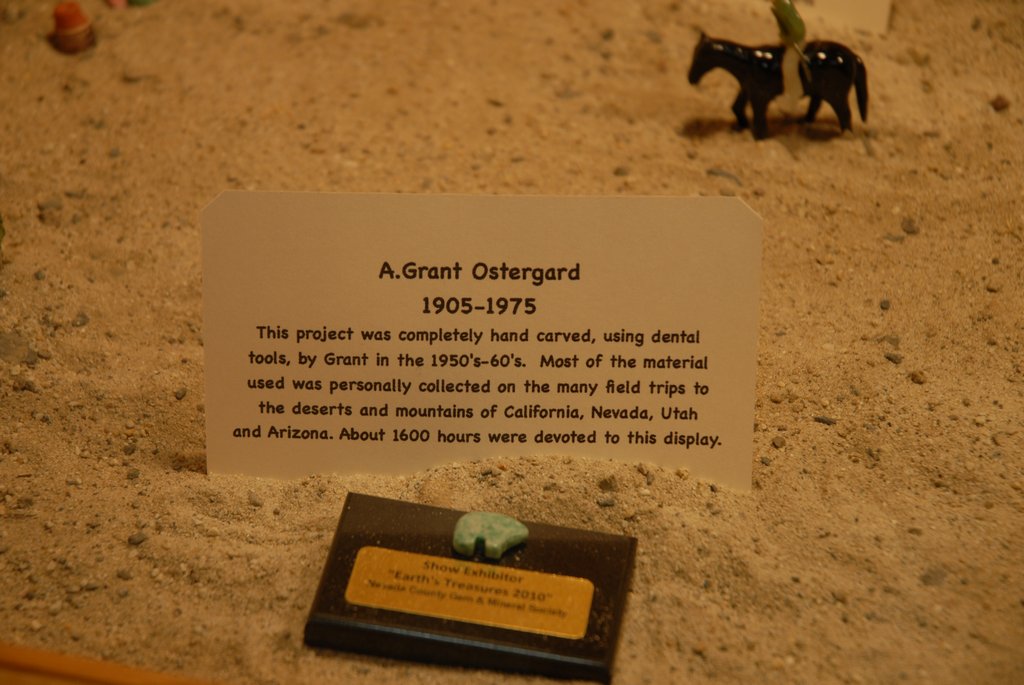 A.Grant Ostergard
1905-1975
This project was completely hand carved, using dental
tools, by Grant in the 1950's-60's. Most of the material
used was personally collected on the many field trips to
the deserts and mountains of California, Nevada, Utah
and Arizona. About 1600 hours were devoted to this display.
Show Exhibitor
"Earth's Treasures 2010"
Nevada County Gem & Mineral Society